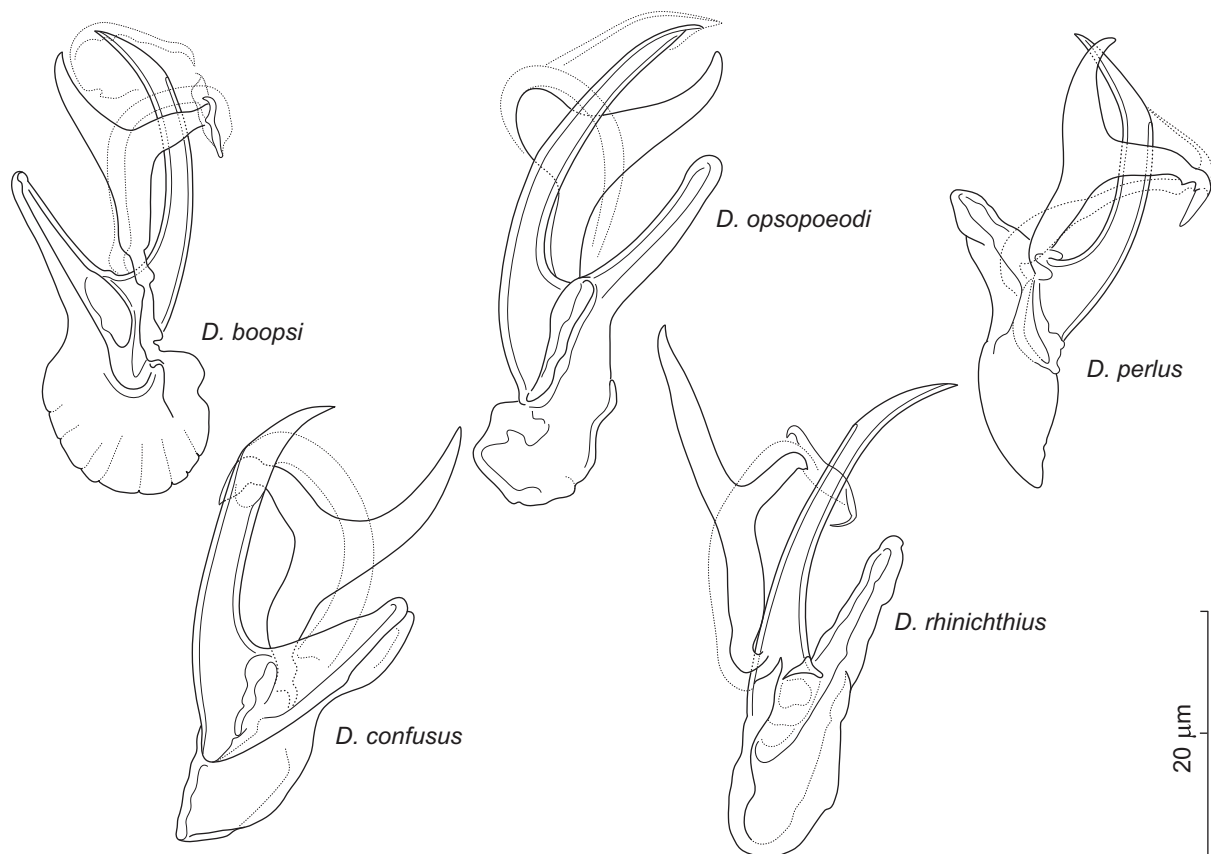 D. boopsi
D. opsopoeodi
D. perlus
D. confusus
D. rhinichthius
20 μm